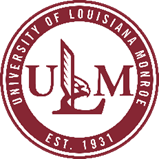 UNIVERSITY OF LOUISIANA MONROE
ULM
EST. 1931